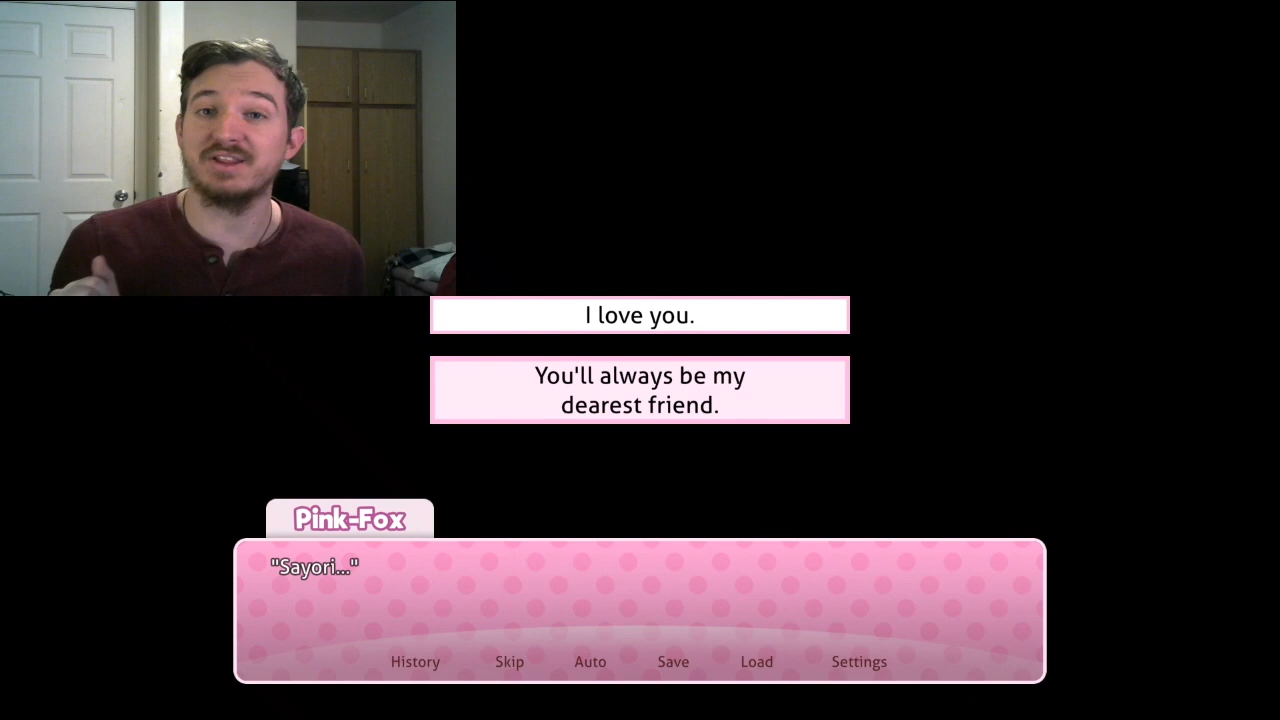 I love you.
You'll always be my
dearest friend.
Pink-Fox
"Sayori..."
History Skip Auto Save Load Settings